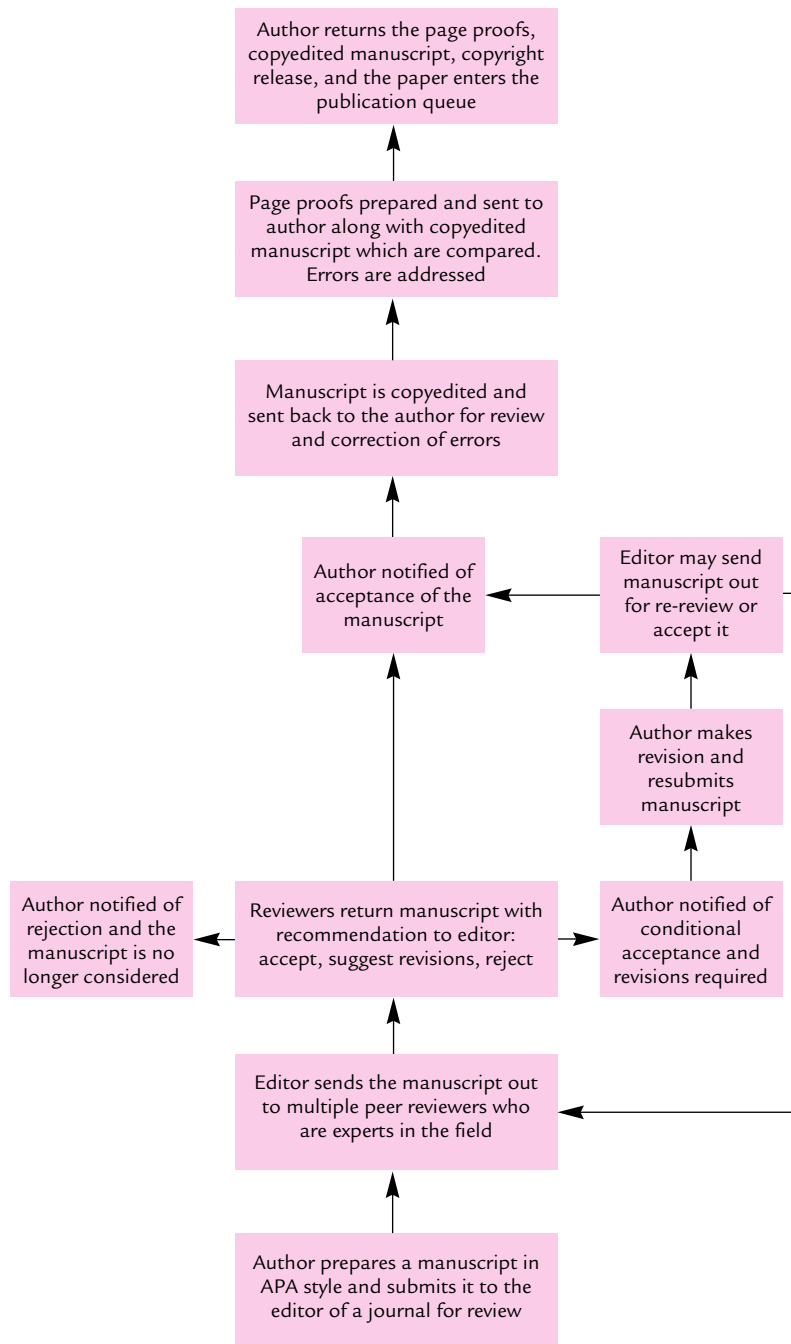 Author returns the page proofs,
copyedited manuscript, copyright
release, and the paper enters the
publication queue
Page proofs prepared and sent to
author along with copyedited
manuscript which are compared.
Errors are addressed
Manuscript is copyedited and
sent back to the author for review
and correction of errors
Author notified of
acceptance of the
manuscript
Editor may send
manuscript out
for re-review or
accept it
Author makes
revision and
resubmits
manuscript
Author notified of
rejection and the
manuscript is no
longer considered
Reviewers return manuscript with
recommendation to editor:
accept, suggest revisions, reject
Author notified of
conditional
acceptance and
revisions required
Editor sends the manuscript out
to multiple peer reviewers who
are experts in the field
Author prepares a manuscript in
APA style and submits it to the
editor of a journal for review